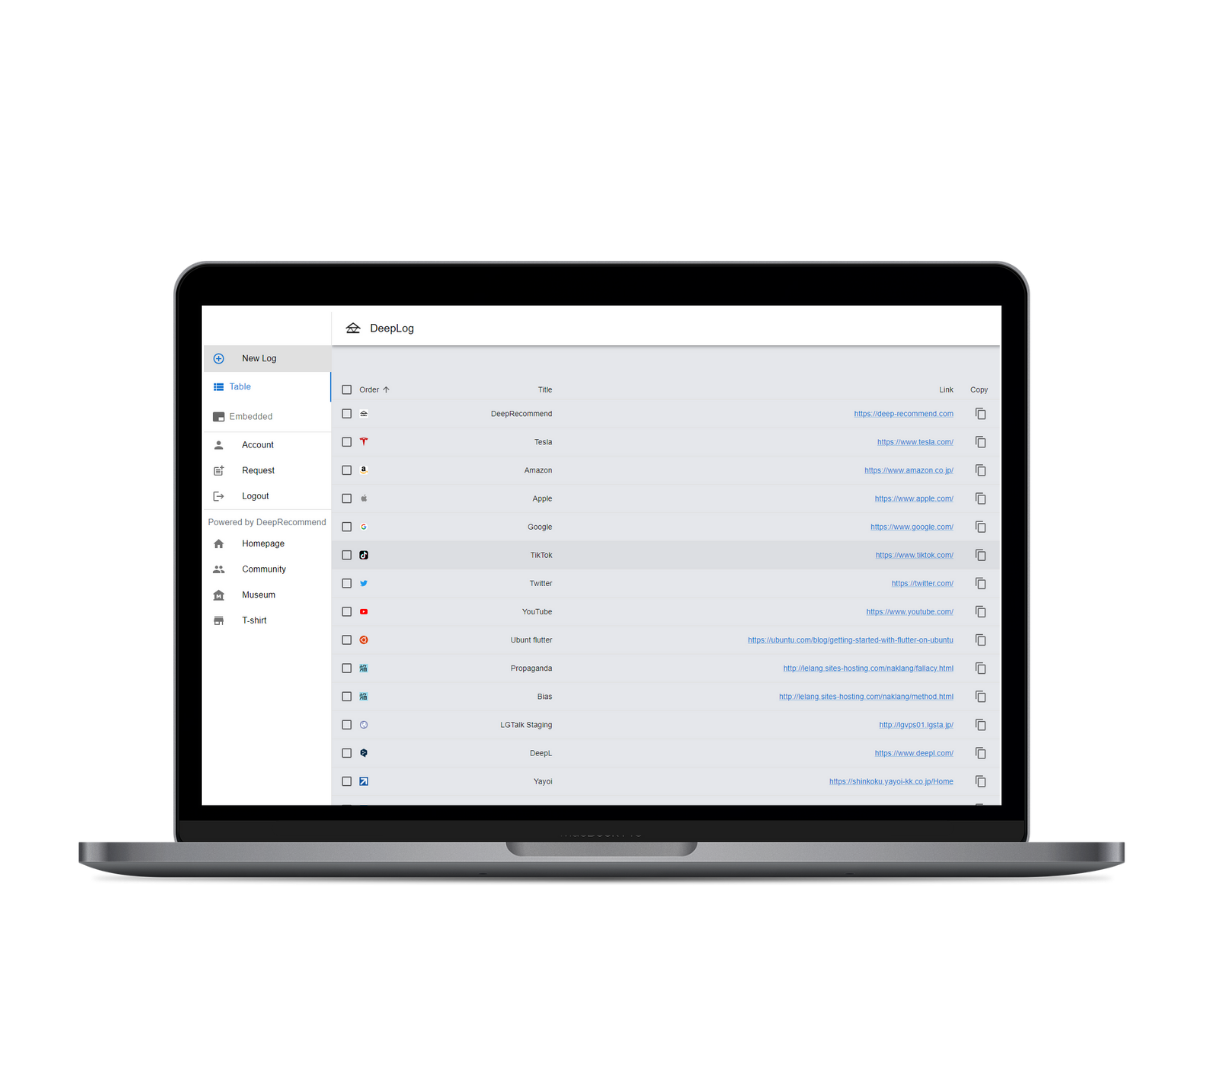 DeepLog
New Log
Table
Embedded
Account
Request
Logout
Powered by DeepRecommend
Homepage
Community
Museum
T-shirt
Order Title Link Copy
DeepRecommend https://deep-recommend.com
Tesla https://www.tesla.com/
Amazon https://www.amazon.co.jp/
Apple https://www.apple.com/
Google https://www.google.com/
TikTok https://www.tiktok.com/
Twitter https://twitter.com/
YouTube https://www.youtube.com/
Ubunt flutter https://ubuntu.com/blog/getting-started-with-flutter-on-ubuntu
Propaganda http://lelang.sites-hosting.com/naklang/fallacy.html
Bias http://lelang.sites-hosting.com/naklang/method.html
LGTalk Staging http://lgvps01.lgsta.jp/
DeepL https://www.deepl.com/
Yayoi https://shinkoku.yayoi-kk.co.jp/Home